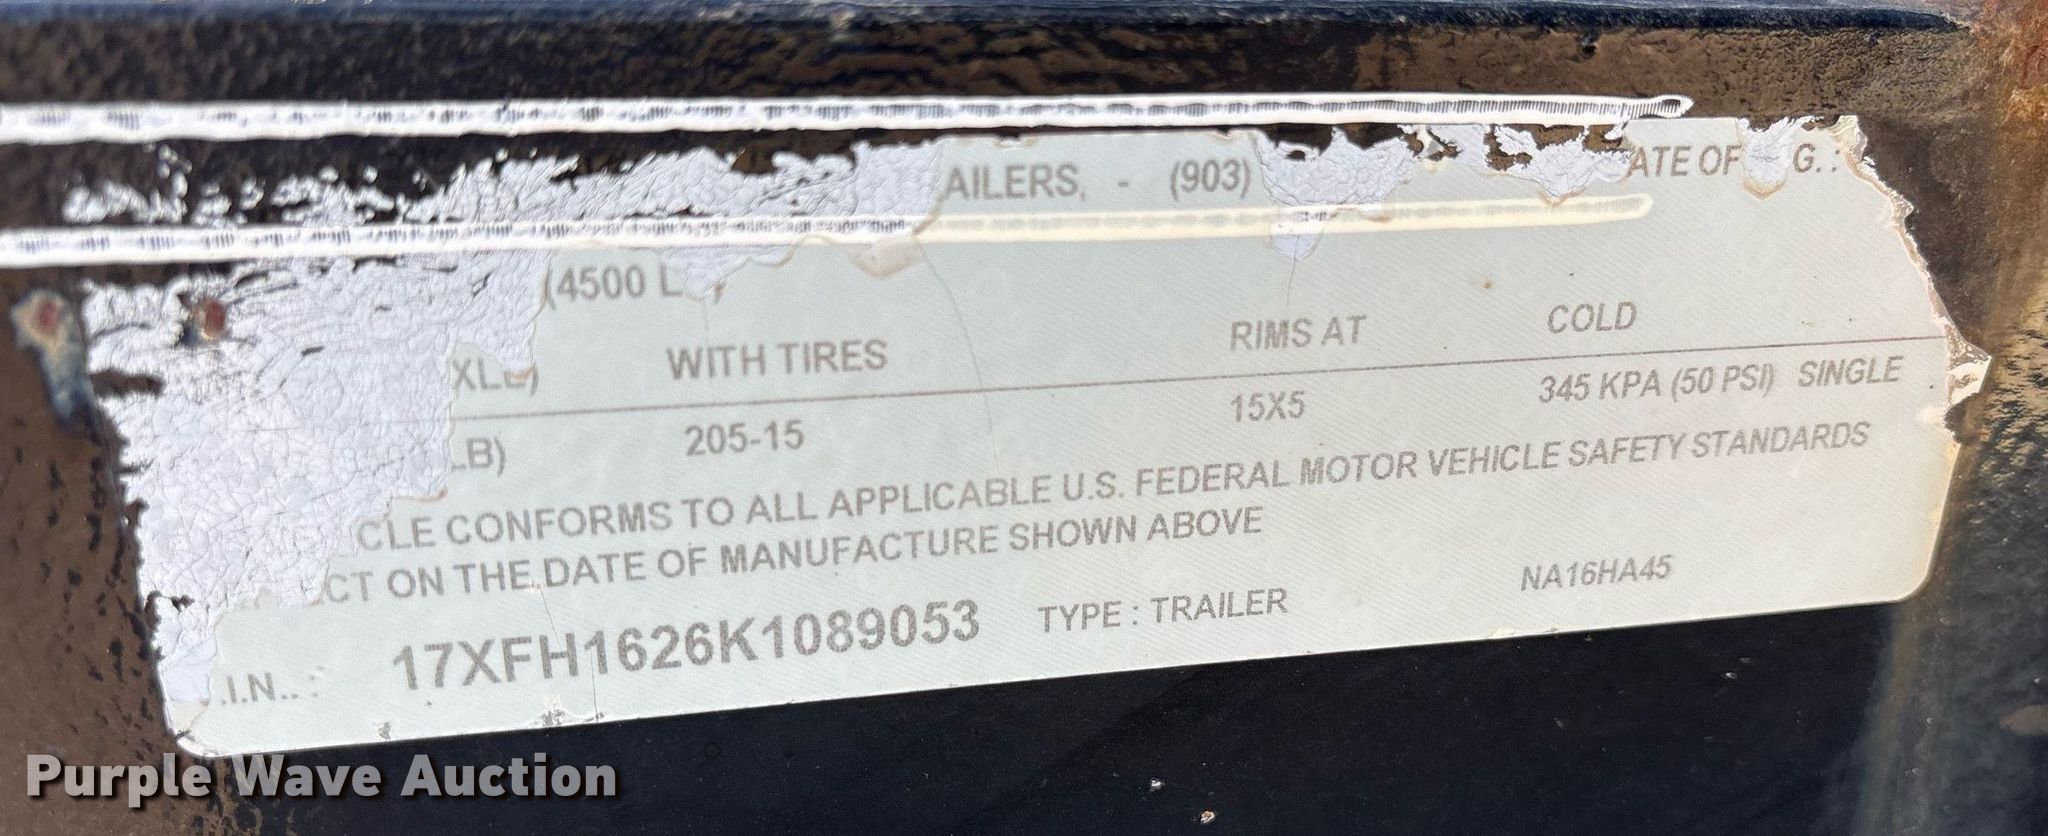 AILERS, - (903) ATE OF G. :
(4500 L
WITH TIRES RIMS AT COLD
LB) 205-15 15X5 345 KPA (50 PSI) SINGLE
CLE CONFORMS TO ALL APPLICABLE U.S. FEDERAL MOTOR VEHICLE SAFETY STANDARDS
CT ON THE DATE OF MANUFACTURE SHOWN ABOVE
.I.N.. : 17XFH1626K1089053 TYPE : TRAILER NA16HA45
Purple Wave Auction